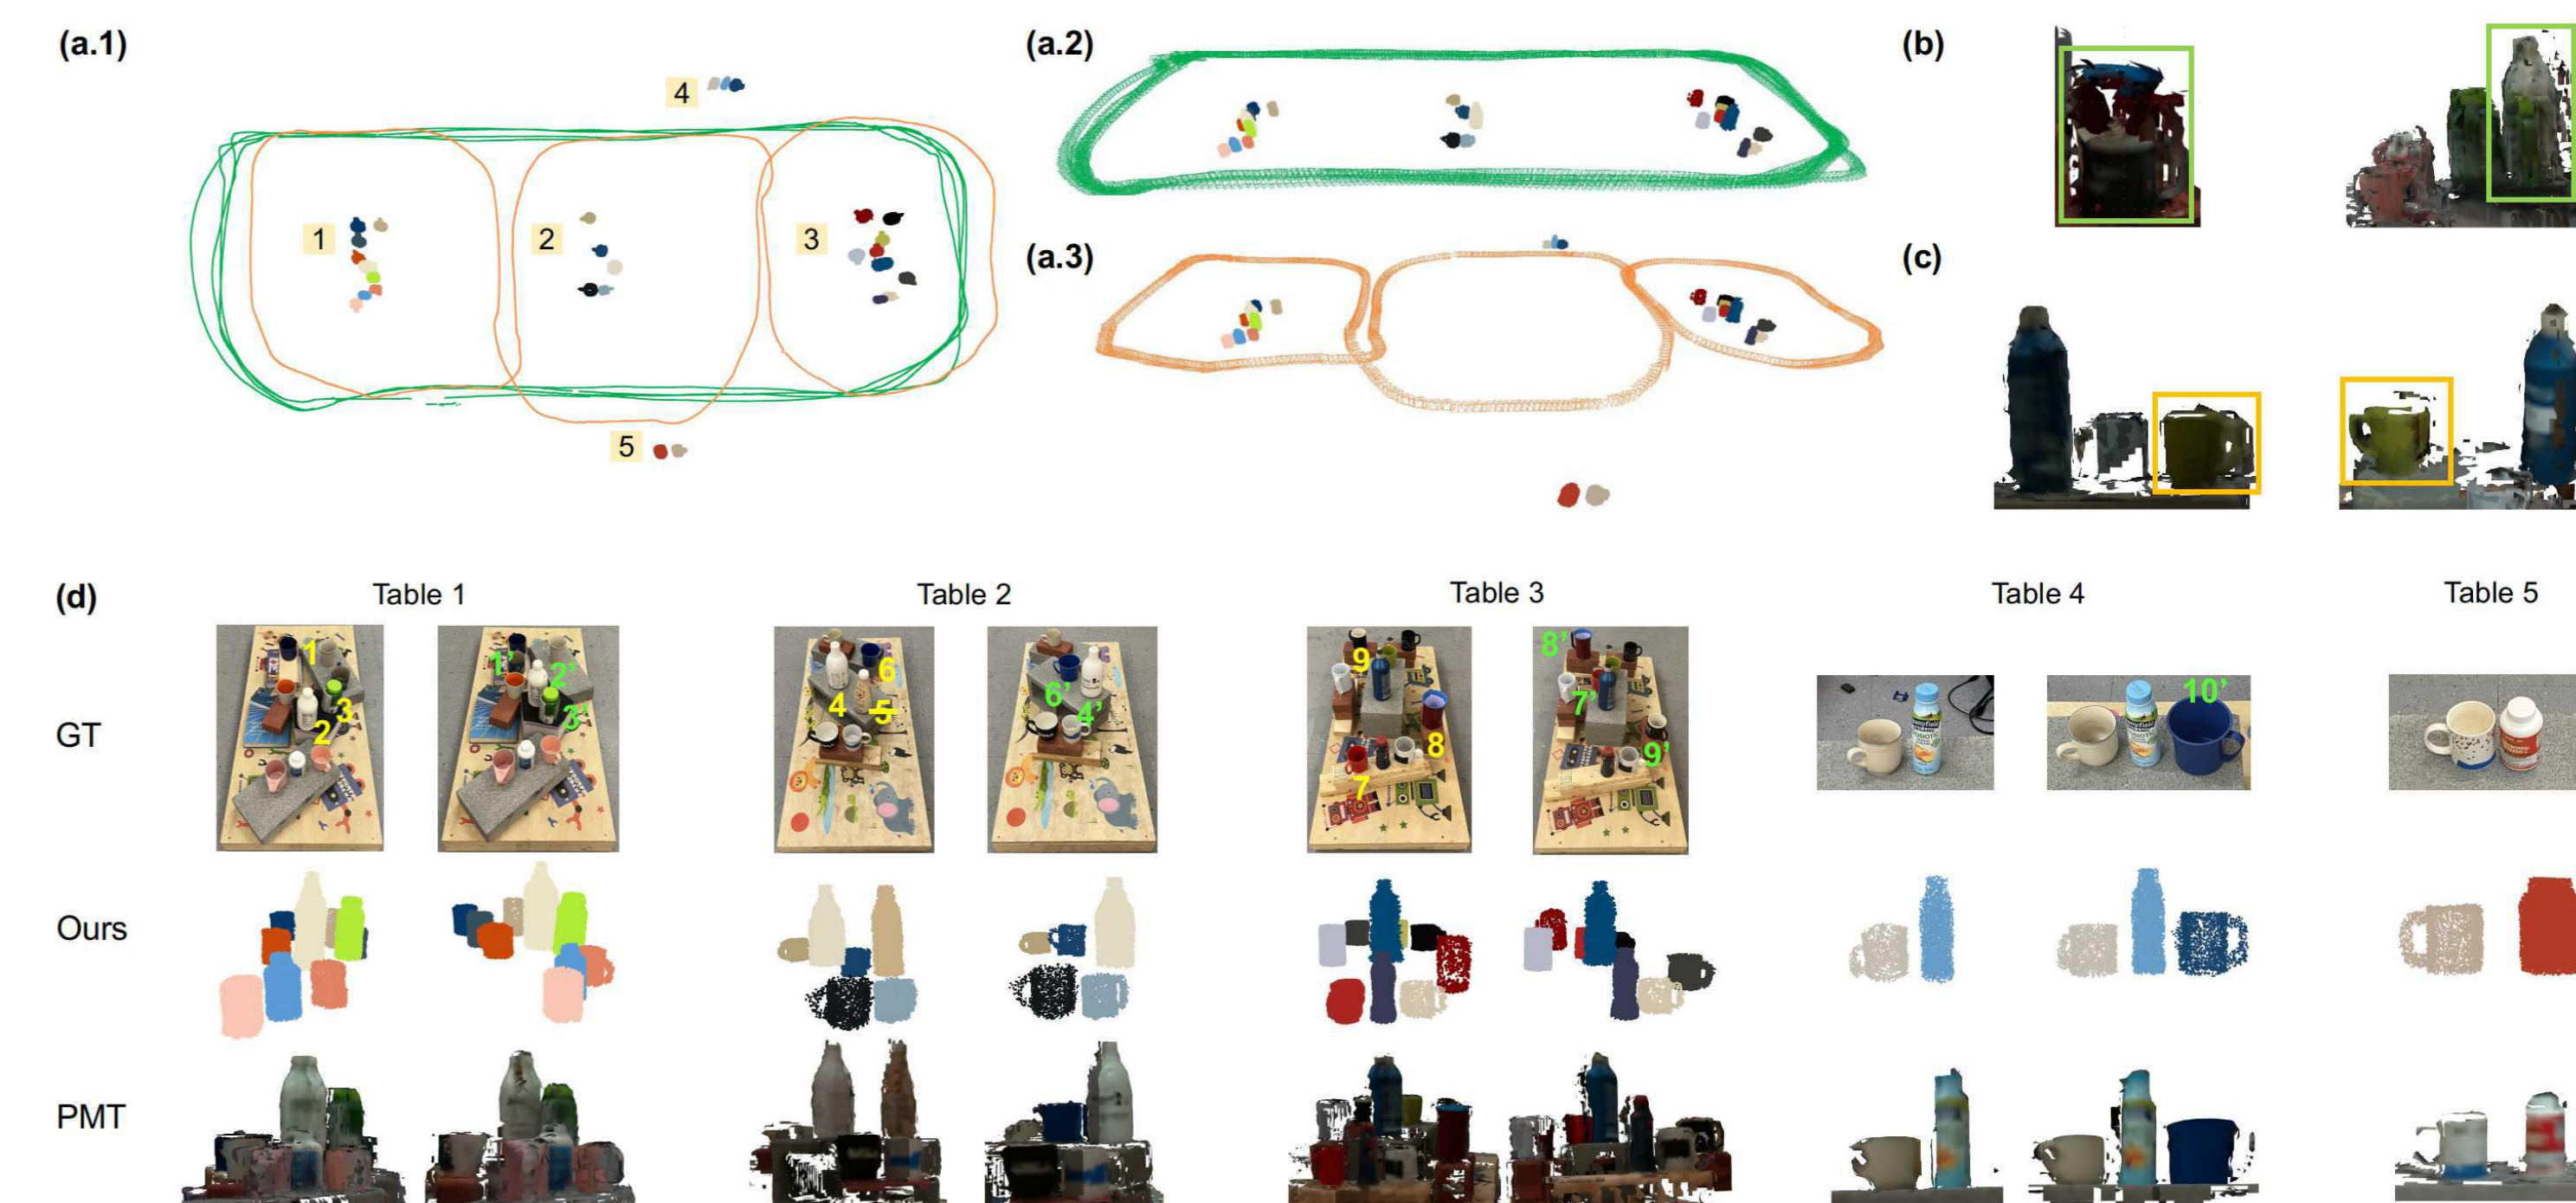 (a.1)
(a.2)
(b)
4
1
2
3
(a.3)
(c)
5
(d)
Table 1
Table 2
Table 3
Table 4
Table 5
GT
1
2
3
1'
2'
3'
4
5
6
6'
4'
9
8
7
8'
7'
9'
10'
Ours
PMT